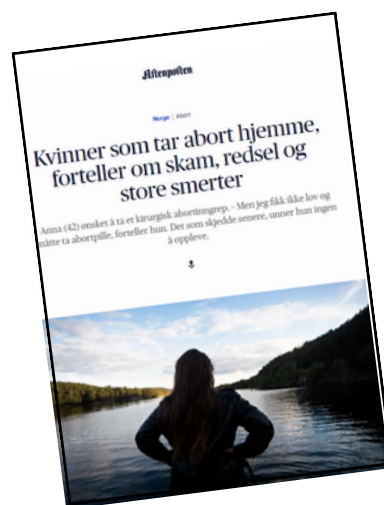 Aftenposten
Norge | Abort
Kvinner som tar abort hjemme,
forteller om skam, redsel og
store smerter
Anna (42) ønsket å ta et kirurgisk abortinngrep. - Men jeg fikk ikke lov og
måtte ta abortpille, forteller hun. Det som skjedde senere, unner hun ingen
å oppleve.